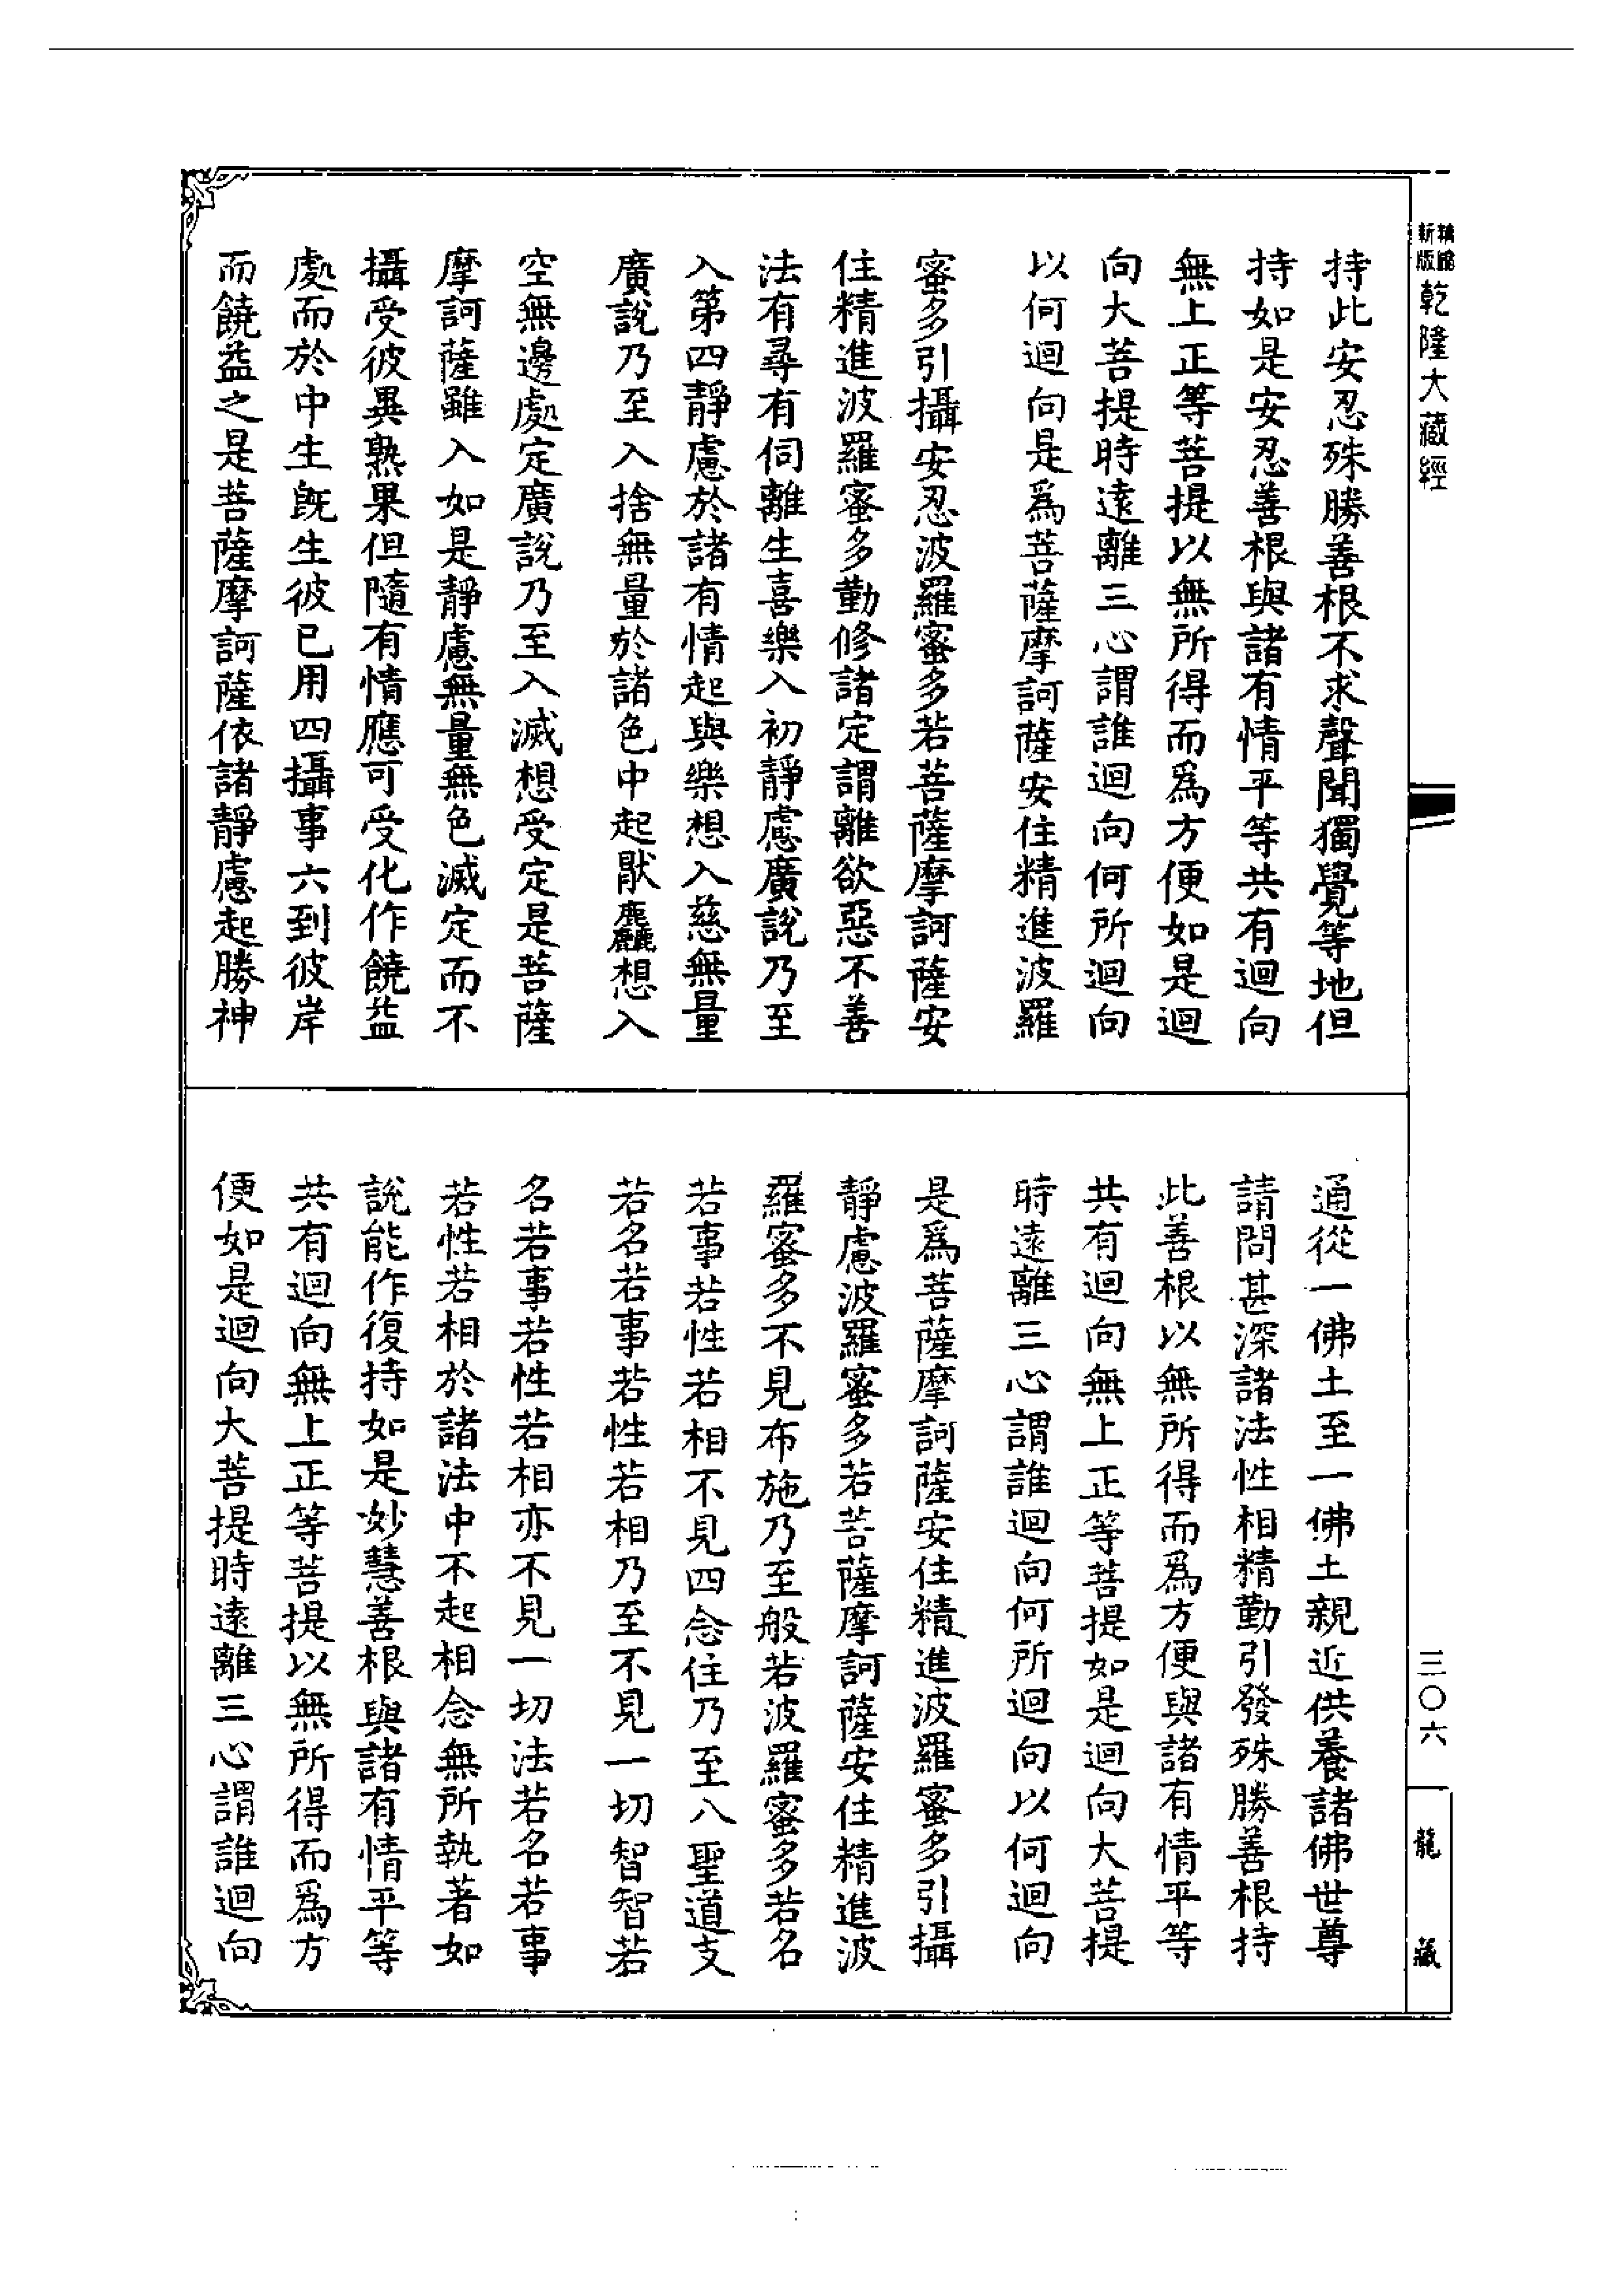 新版
乾隆大藏經
持此安忍殊勝善根不求聲聞獨覺等地但
持如是安忍善根與諸有情平等共有迴向
無上正等菩提以無所得而爲方便如是迴
向大菩提時遠離三心謂誰迴向何所迴向
以何迴向是爲菩薩摩訶薩安住精進波羅
蜜多引攝安忍波羅蜜多若菩薩摩訶薩安
住精進波羅蜜多勤修諸定謂離欲惡不善
法有尋有伺離生喜樂入初靜慮廣說乃至
入第四靜慮於諸有情起與樂想入慈無量
廣說乃至入捨無量於諸色中起厭麤想入
空無邊處定廣說乃至入滅想受定是菩薩
摩訶薩雖入如是靜慮無量無色滅定而不
攝受彼異熟果但隨有情應可受化作饒益
處而於中生旣生彼已用四攝事六到彼岸
而饒益之是菩薩摩訶薩依諸靜慮起勝神
通從一佛土至一佛土親近供養諸佛世尊
請問甚深諸法性相精勤引發殊勝善根持
此善根以無所得而爲方便與諸有情平等
共有迴向無上正等菩提如是迴向大菩提
時遠離三心謂誰迴向何所迴向以何迴向
是爲菩薩摩訶薩安住精進波羅蜜多引攝
靜慮波羅蜜多若菩薩摩訶薩安住精進波
羅蜜多不見布施乃至般若波羅蜜多若名
若事若性若相不見四念住乃至八聖道支
若名若事若性若相乃至不見一切智智若
名若事若性若相亦不見一切法若名若事
若性若相於諸法中不起相念無所執著如
說能作復持如是妙慧善根與諸有情平等
共有迴向無上正等菩提以無所得而爲方
便如是迴向大菩提時遠離三心謂誰迴向
三〇六
龍藏